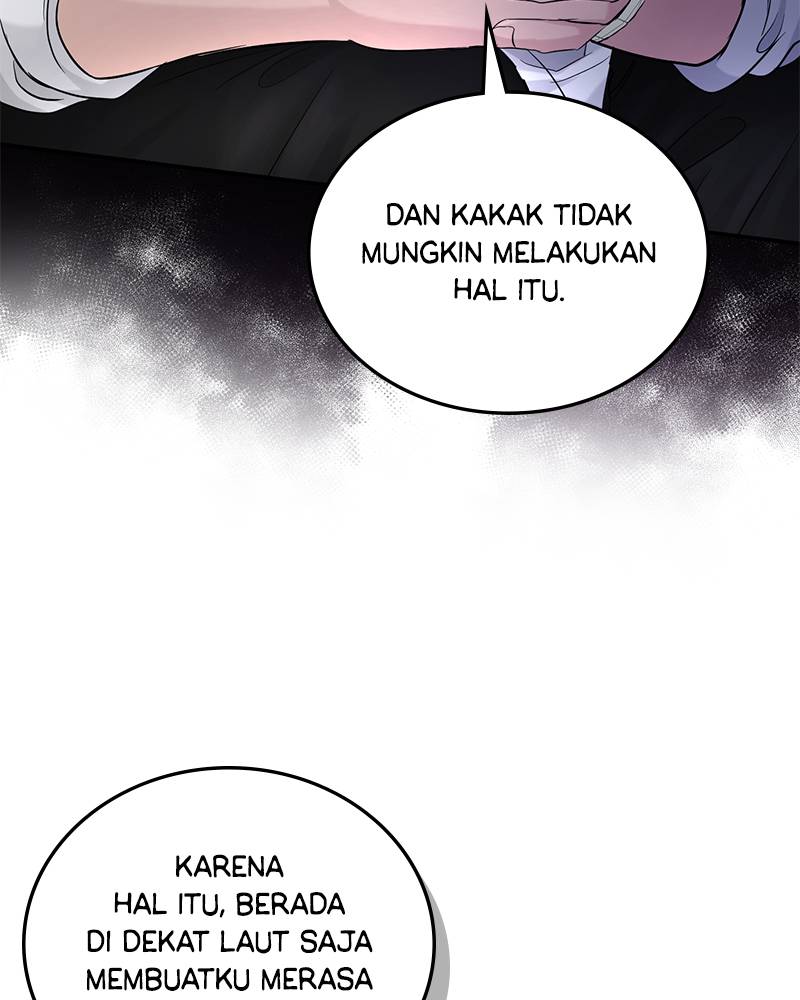 DAN KAKAK TIDAK
MUNGKIN MELAKUKAN
HAL ITU.
KARENA
HAL ITU, BERADA
DI DEKAT LAUT SAJA
MEMBUATKU MERASA